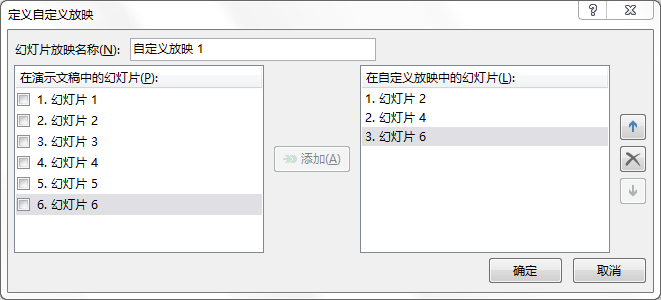 定义自定义放映
幻灯片放映名称(N): 自定义放映 1
在演示文稿中的幻灯片(P):
1. 幻灯片 1
2. 幻灯片 2
3. 幻灯片 3
4. 幻灯片 4
5. 幻灯片 5
6. 幻灯片 6
添加(A)
在自定义放映中的幻灯片(L):
1. 幻灯片 2
2. 幻灯片 4
3. 幻灯片 6
确定
取消